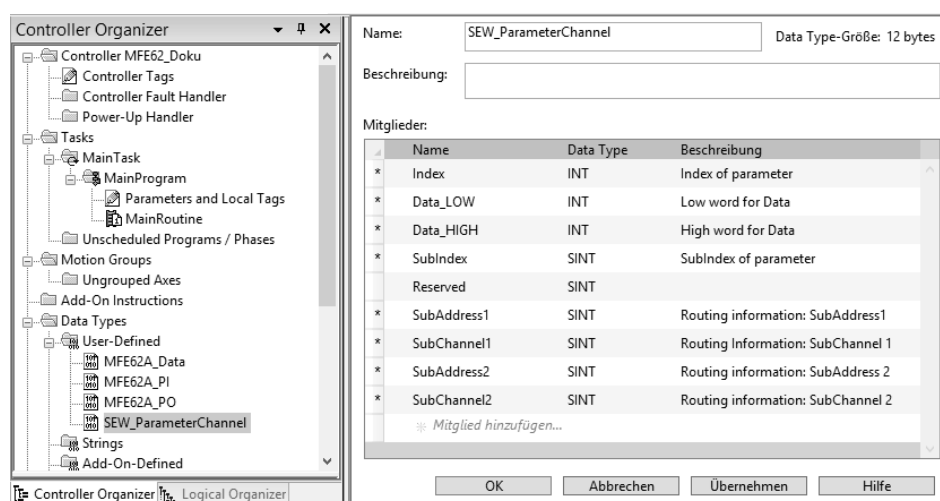 Controller Organizer
Controller MFE62_Doku
Controller Tags
Controller Fault Handler
Power-Up Handler
Tasks
MainTask
MainProgram
Parameters and Local Tags
MainRoutine
Unscheduled Programs / Phases
Motion Groups
Ungrouped Axes
Add-On Instructions
Data Types
User-Defined
MFE62A_Data
MFE62A_PI
MFE62A_PO
SEW_ParameterChannel
Strings
Add-On-Defined
Controller Organizer Logical Organizer
Name: SEW_ParameterChannel Data Type-Größe: 12 bytes
Beschreibung:
Mitglieder:
Name Data Type Beschreibung
* Index INT Index of parameter
* Data_LOW INT Low word for Data
* Data_HIGH INT High word for Data
* SubIndex SINT SubIndex of parameter
Reserved SINT
* SubAddress1 SINT Routing information: SubAddress1
* SubChannel1 SINT Routing Information: SubChannel 1
* SubAddress2 SINT Routing information: SubAddress 2
* SubChannel2 SINT Routing information: SubChannel 2
Mitglied hinzufügen...
OK Abbrechen Übernehmen Hilfe